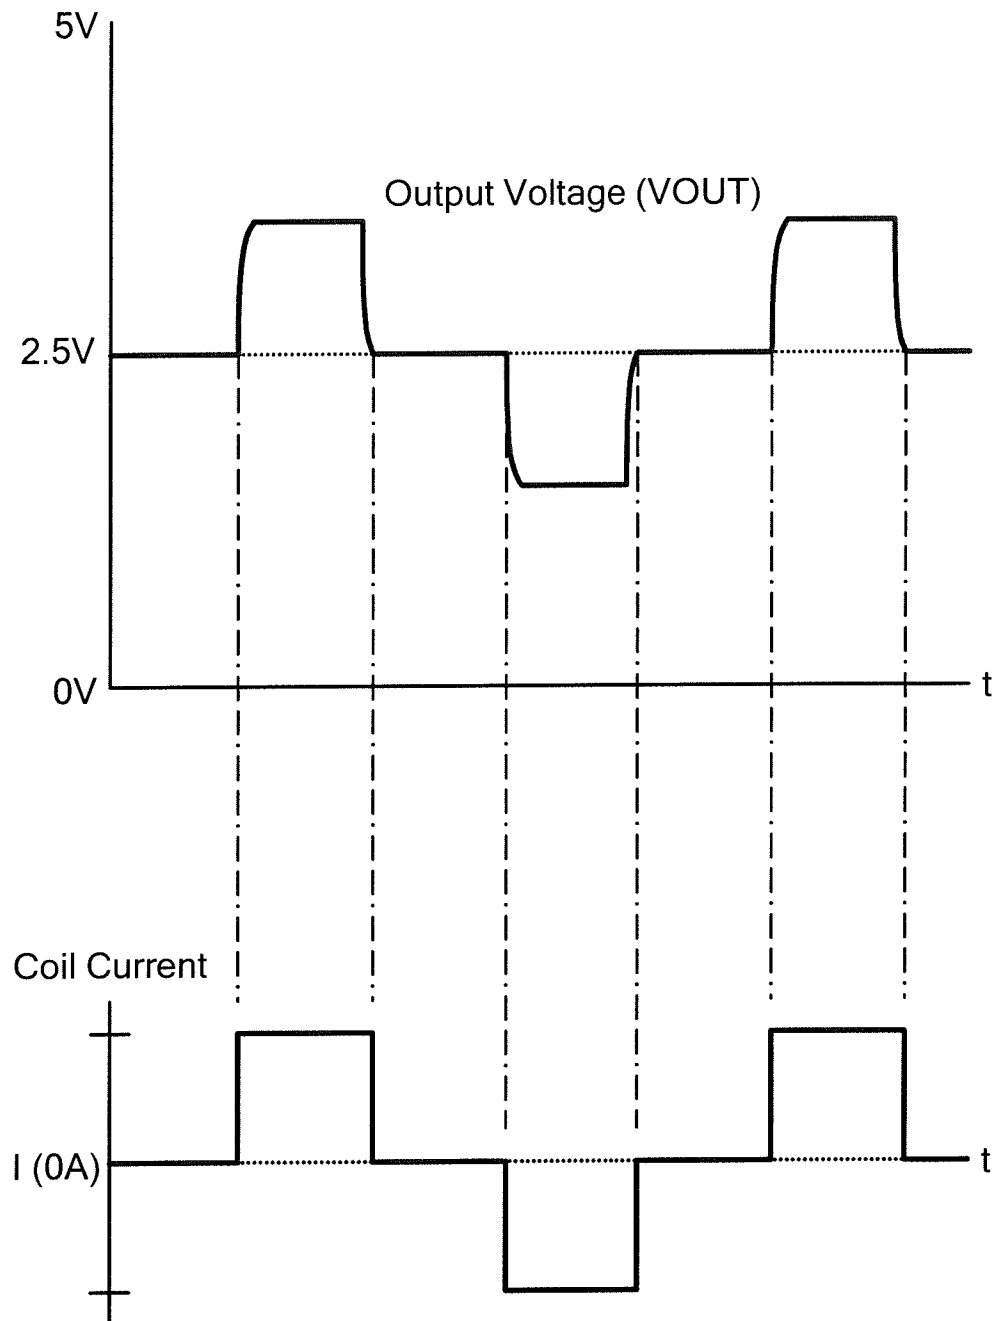 5V
Output Voltage (VOUT)
2.5V
0V
t
Coil Current
I (0A)
t